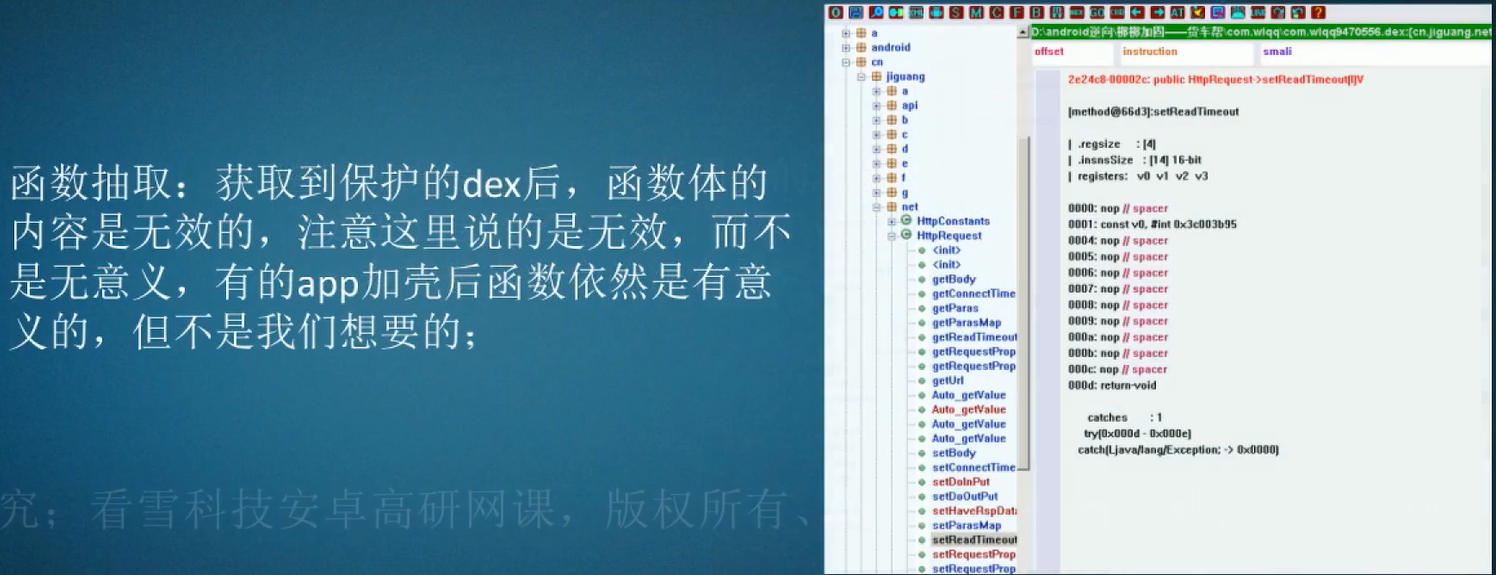 函数抽取：获取到保护的dex后，函数体的
内容是无效的，注意这里说的是无效，而不
是无意义，有的app加壳后函数依然是有意
义的，但不是我们想要的；
究；看雪科技安卓高研网课，版权所有、
a
android
cn
jiguang
a
api
b
c
d
e
f
g
net
HttpConstants
HttpRequest
<init>
<init>
getBody
getConnectTime
getParas
getParasMap
getReadTimeout
getRequestProp
getRequestProp
getUrl
Auto_getValue
Auto_getValue
Auto_getValue
Auto_getValue
setBody
setConnectTime
setDoInPut
setDoOutPut
setHaveRspData
setParasMap
setReadTimeout
setRequestProp
setRequestProp
D:\android逆向\梆梆加固——货车帮\com.wlqq\com.wlqq9470556.dex:[cn.jiguang.net
offset instruction smali
2e24c8-00002c: public HttpRequest->setReadTimeout(I)V
[method@66d3]:setReadTimeout
| .regsize : [4]
| .insnsSize : [14] 16-bit
| registers: v0 v1 v2 v3
0000: nop // spacer
0001: const v0, #int 0x3c003b95
0004: nop // spacer
0005: nop // spacer
0006: nop // spacer
0007: nop // spacer
0008: nop // spacer
0009: nop // spacer
000a: nop // spacer
000b: nop // spacer
000c: nop // spacer
000d: return-void
catches : 1
try(0x000d - 0x000e)
catch(Ljava/lang/Exception; -> 0x0000)